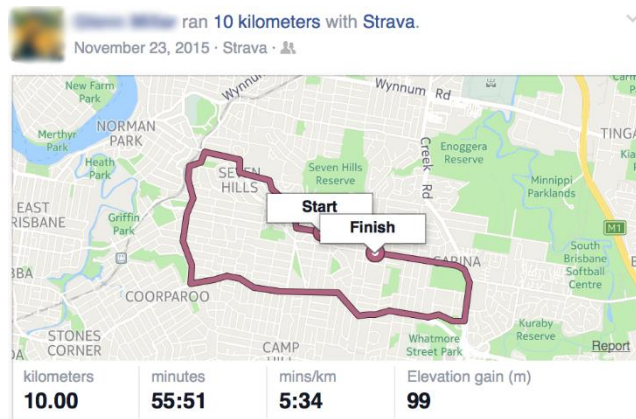 ran 10 kilometers with Strava.
November 23, 2015 · Strava ·
New Farm
Park
Wynnum
Wynnum Rd
NORMAN
PARK
Merthyr
Park
Heath
Park
SEVEN
HILLS
Seven Hills
Reserve
Creek
Rd
Enoggera
Reserve
TINGA
Minnippi
Parklands
EAST
BRISBANE
Griffin
Park
Start
Finish
M1
CARINA
South
Brisbane
Softball
Centre
COORPAROO
STONES
CORNER
CAMP
HILL
Whatmore
Street Park
Kuraby
Reserve
Report
kilometers
minutes
mins/km
Elevation gain (m)
10.00
55:51
5:34
99